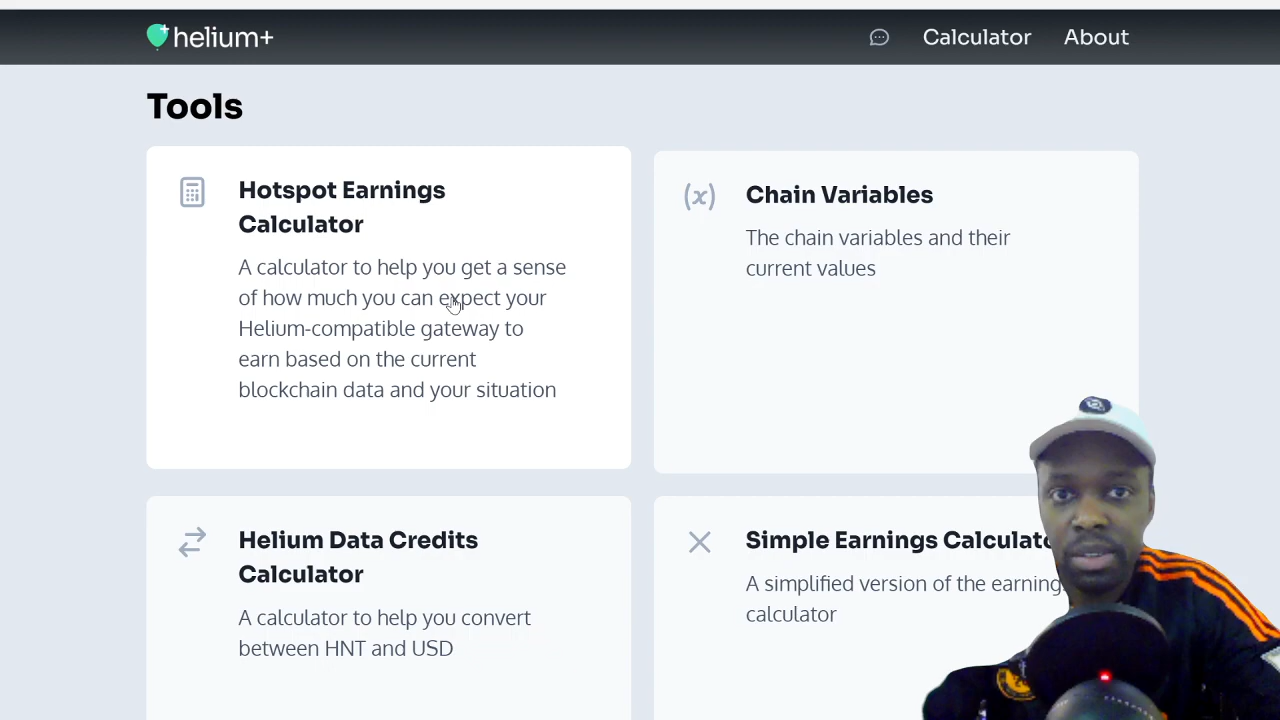 helium+
Calculator
About
Tools
Hotspot Earnings
Calculator
A calculator to help you get a sense
of how much you can expect your
Helium-compatible gateway to
earn based on the current
blockchain data and your situation
(x)
Chain Variables
The chain variables and their
current values
Helium Data Credits
Calculator
A calculator to help you convert
between HNT and USD
Simple Earnings
A simplified version of the
calculator